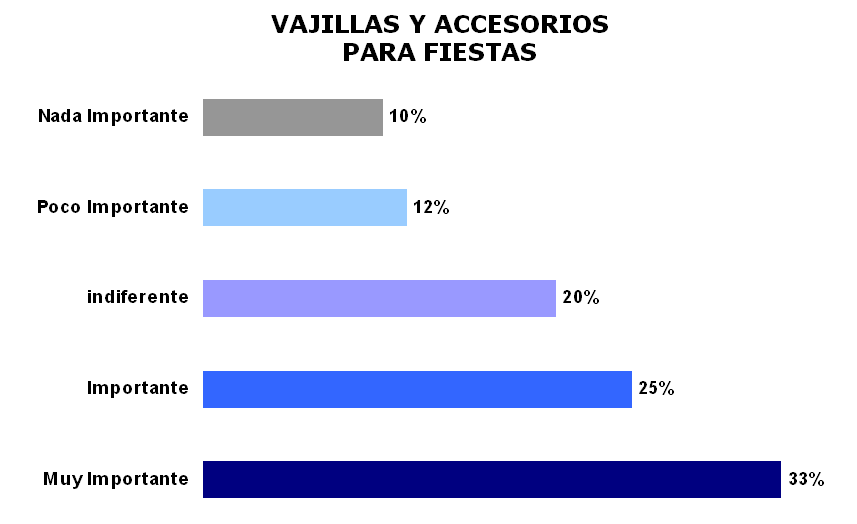 VAJILLAS Y ACCESORIOS
PARA FIESTAS
Nada Importante 10%
Poco Importante 12%
indiferente 20%
Importante 25%
Muy Importante 33%